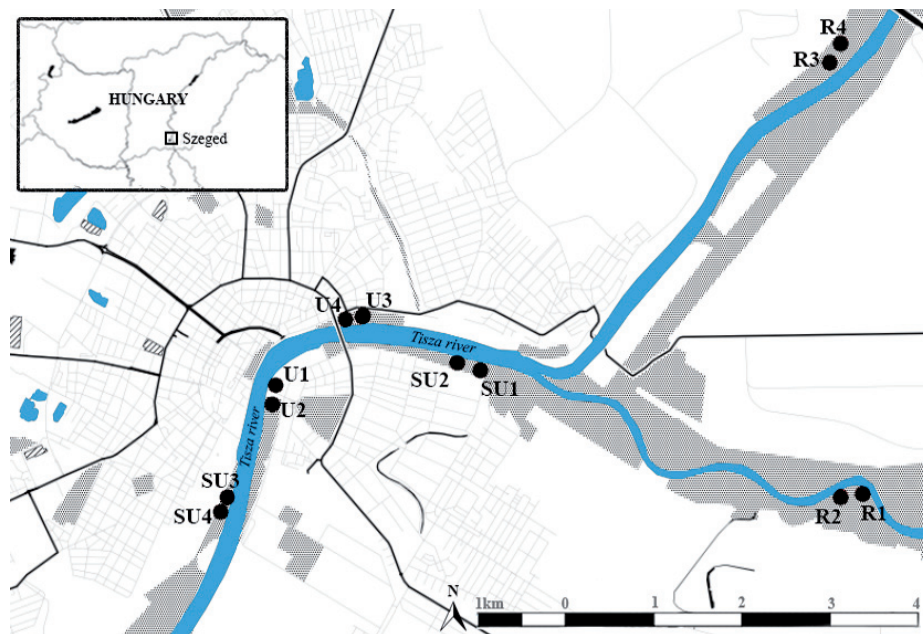 HUNGARY
Szeged
R4
R3
U4
U3
Tisza river
SU2
SU1
U1
U2
Tisza river
SU3
SU4
R2
R1
N
1km 0 1 2 3 4